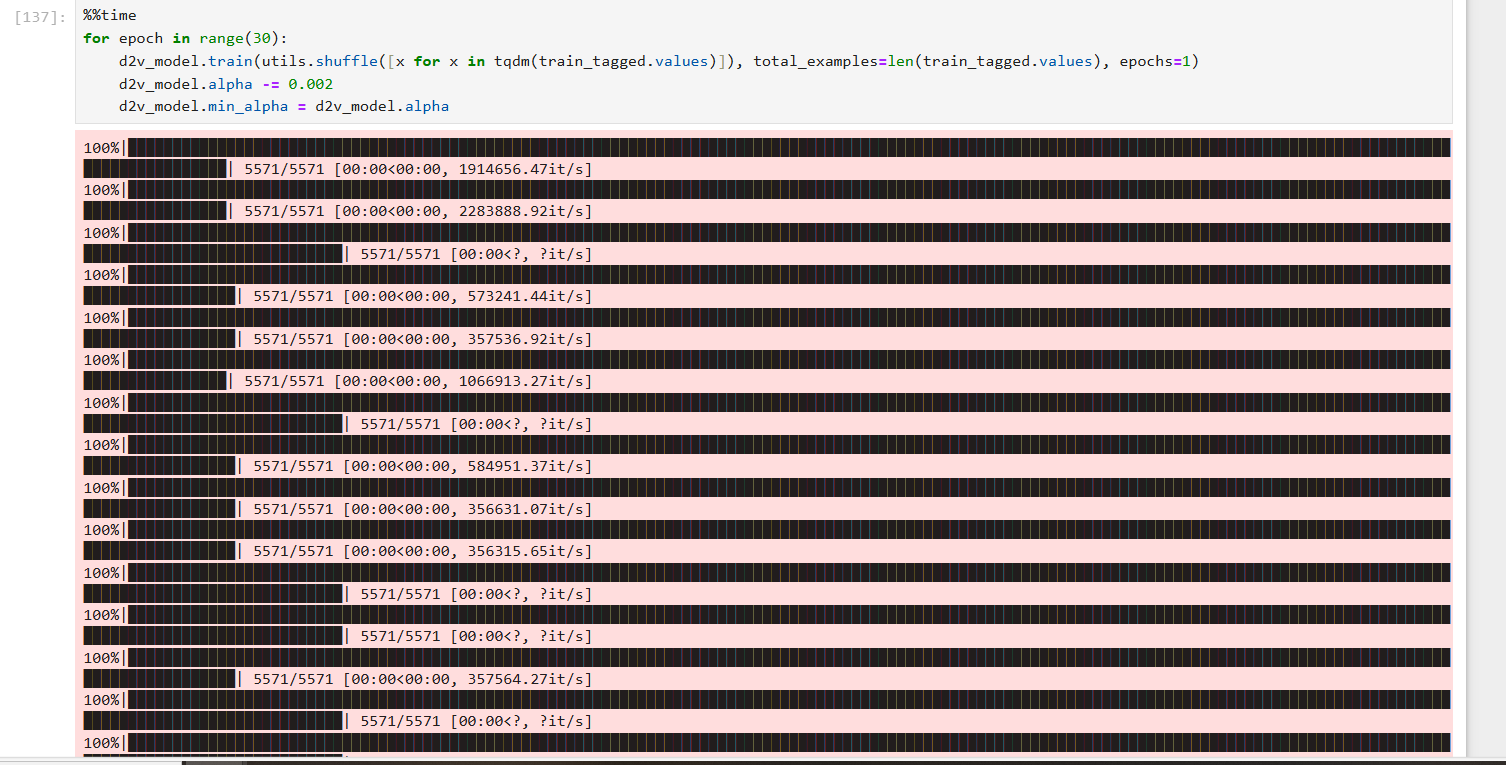 [137]:
%%time
for epoch in range(30):
    d2v_model.train(utils.shuffle([x for x in tqdm(train_tagged.values)]), total_examples=len(train_tagged.values), epochs=1)
    d2v_model.alpha -= 0.002
    d2v_model.min_alpha = d2v_model.alpha
100%|
| 5571/5571 [00:00<00:00, 1914656.47it/s]
100%|
| 5571/5571 [00:00<00:00, 2283888.92it/s]
100%|
| 5571/5571 [00:00<?, ?it/s]
100%|
| 5571/5571 [00:00<00:00, 573241.44it/s]
100%|
| 5571/5571 [00:00<00:00, 357536.92it/s]
100%|
| 5571/5571 [00:00<00:00, 1066913.27it/s]
100%|
| 5571/5571 [00:00<?, ?it/s]
100%|
| 5571/5571 [00:00<00:00, 584951.37it/s]
100%|
| 5571/5571 [00:00<00:00, 356631.07it/s]
100%|
| 5571/5571 [00:00<00:00, 356315.65it/s]
100%|
| 5571/5571 [00:00<?, ?it/s]
100%|
| 5571/5571 [00:00<?, ?it/s]
100%|
| 5571/5571 [00:00<00:00, 357564.27it/s]
100%|
| 5571/5571 [00:00<?, ?it/s]
100%|